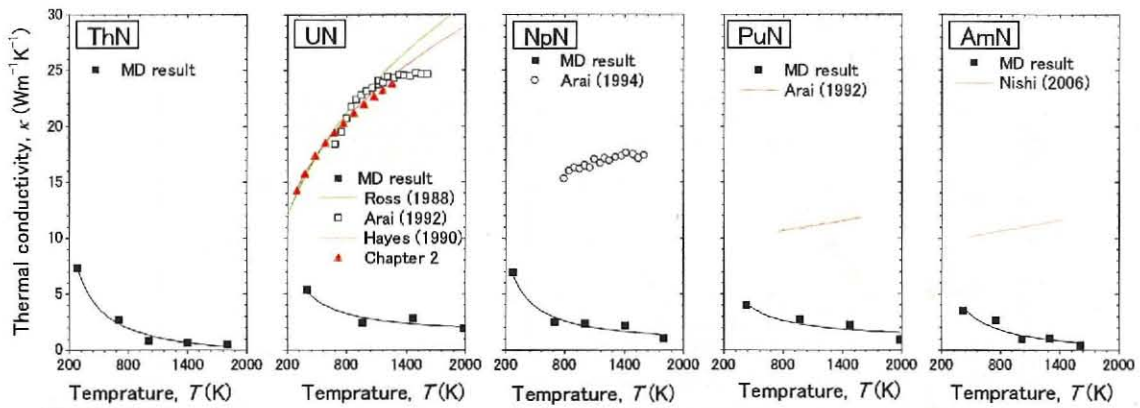 Thermal conductivity, κ (Wm⁻¹K⁻¹)
30
25
20
15
10
5
0
ThN
MD result
200 800 1400 2000
Temprature, T (K)
UN
MD result
Ross (1988)
Arai (1992)
Hayes (1990)
Chapter 2
200 800 1400 2000
Temprature, T (K)
NpN
MD result
Arai (1994)
200 800 1400 2000
Temprature, T (K)
PuN
MD result
Arai (1992)
200 800 1400 2000
Temprature, T (K)
AmN
MD result
Nishi (2006)
200 800 1400 2000
Temprature, T (K)